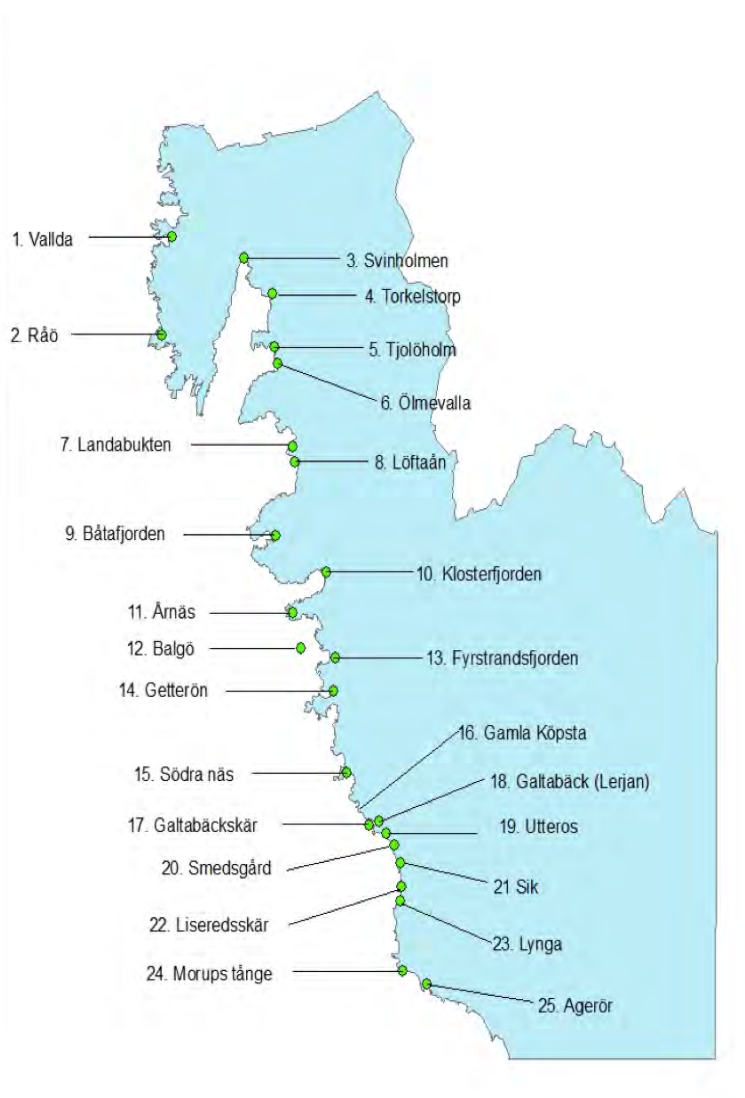 1. Vallda
3. Svinholmen
4. Torkelstorp
2. Råö
5. Tjolöholm
6. Ölmevalla
7. Landabukten
8. Löftaån
9. Båtafjorden
10. Klosterfjorden
11. Årnäs
12. Balgö
13. Fyrstrandsfjorden
14. Getterön
16. Gamla Köpsta
15. Södra näs
18. Galtabäck (Lerjan)
17. Galtabäckskär
19. Utteros
20. Smedsgård
21 Sik
22. Liseredsskär
23. Lynga
24. Morups tånge
25. Agerör